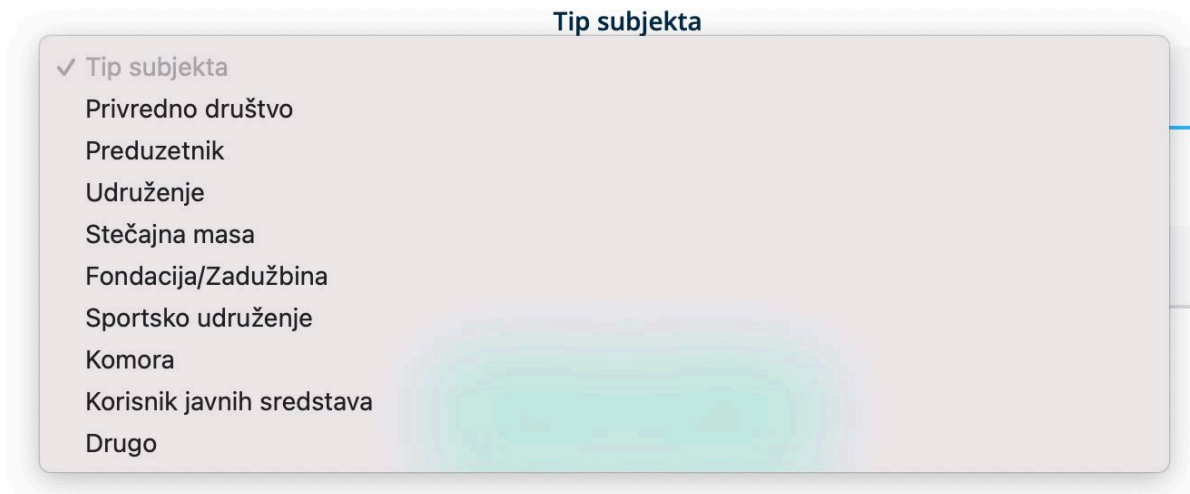 Tip subjekta
Tip subjekta
Privredno društvo
Preduzetnik
Udruženje
Stečajna masa
Fondacija/Zadužbina
Sportsko udruženje
Komora
Korisnik javnih sredstava
Drugo